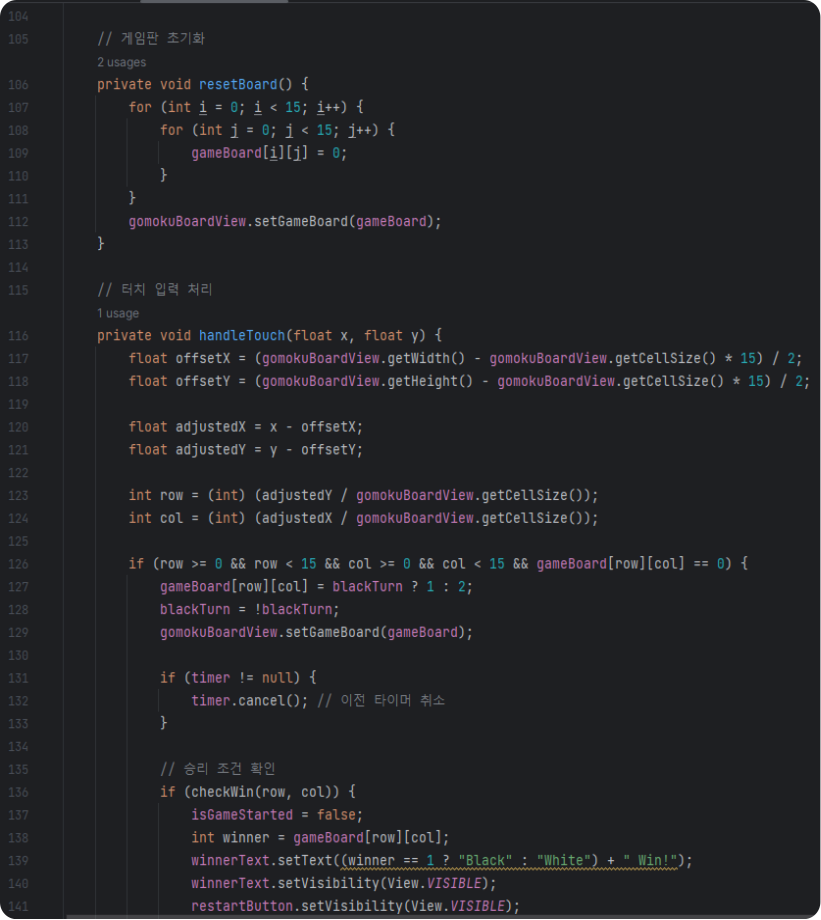 104
105 // 게임판 초기화
2 usages
106 private void resetBoard() {
107 for (int i = 0; i < 15; i++) {
108 for (int j = 0; j < 15; j++) {
109 gameBoard[i][j] = 0;
110 }
111 }
112 gomokuBoardView.setGameBoard(gameBoard);
113 }
114
115 // 터치 입력 처리
1 usage
116 private void handleTouch(float x, float y) {
117 float offsetX = (gomokuBoardView.getWidth() - gomokuBoardView.getCellSize() * 15) / 2;
118 float offsetY = (gomokuBoardView.getHeight() - gomokuBoardView.getCellSize() * 15) / 2;
119
120 float adjustedX = x - offsetX;
121 float adjustedY = y - offsetY;
122
123 int row = (int) (adjustedY / gomokuBoardView.getCellSize());
124 int col = (int) (adjustedX / gomokuBoardView.getCellSize());
125
126 if (row >= 0 && row < 15 && col >= 0 && col < 15 && gameBoard[row][col] == 0) {
127 gameBoard[row][col] = blackTurn ? 1 : 2;
128 blackTurn = !blackTurn;
129 gomokuBoardView.setGameBoard(gameBoard);
130
131 if (timer != null) {
132 timer.cancel(); // 이전 타이머 취소
133 }
134
135 // 승리 조건 확인
136 if (checkWin(row, col)) {
137 isGameStarted = false;
138 int winner = gameBoard[row][col];
139 winnerText.setText((winner == 1 ? "Black" : "White") + " Win!");
140 winnerText.setVisibility(View.VISIBLE);
141 restartButton.setVisibility(View.VISIBLE);